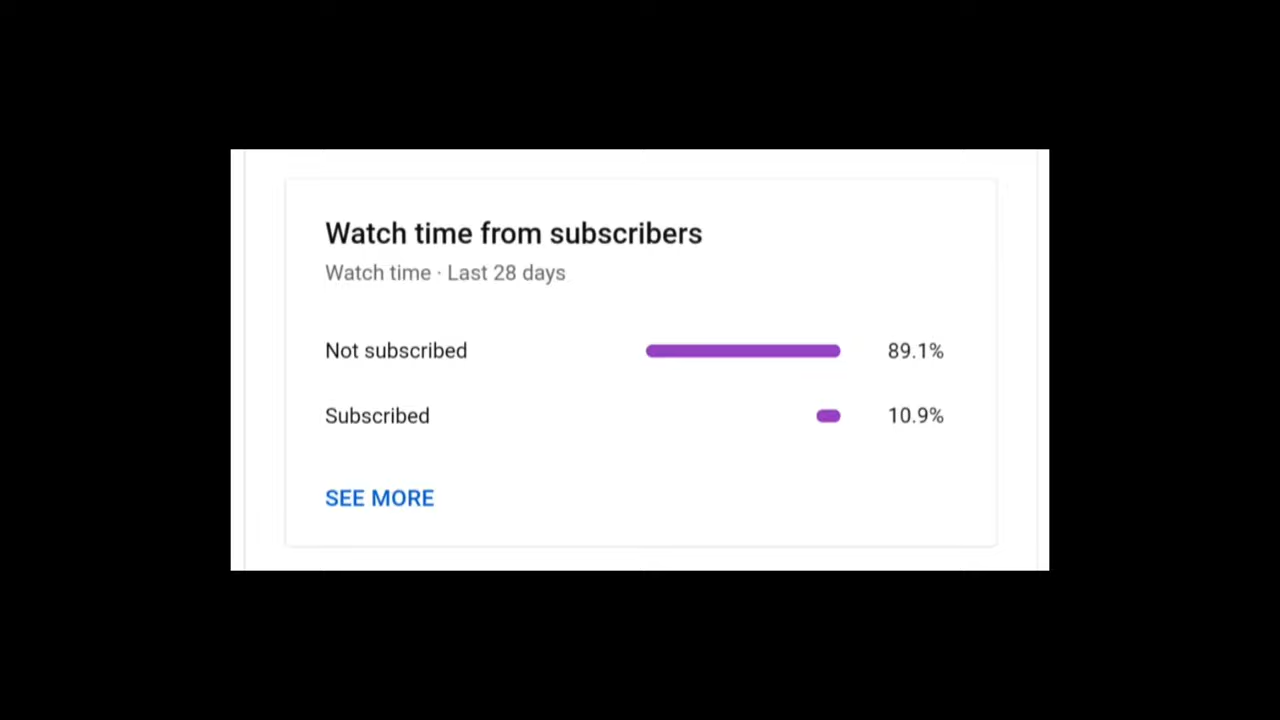 Watch time from subscribers
Watch time · Last 28 days
Not subscribed 89.1%
Subscribed 10.9%
SEE MORE